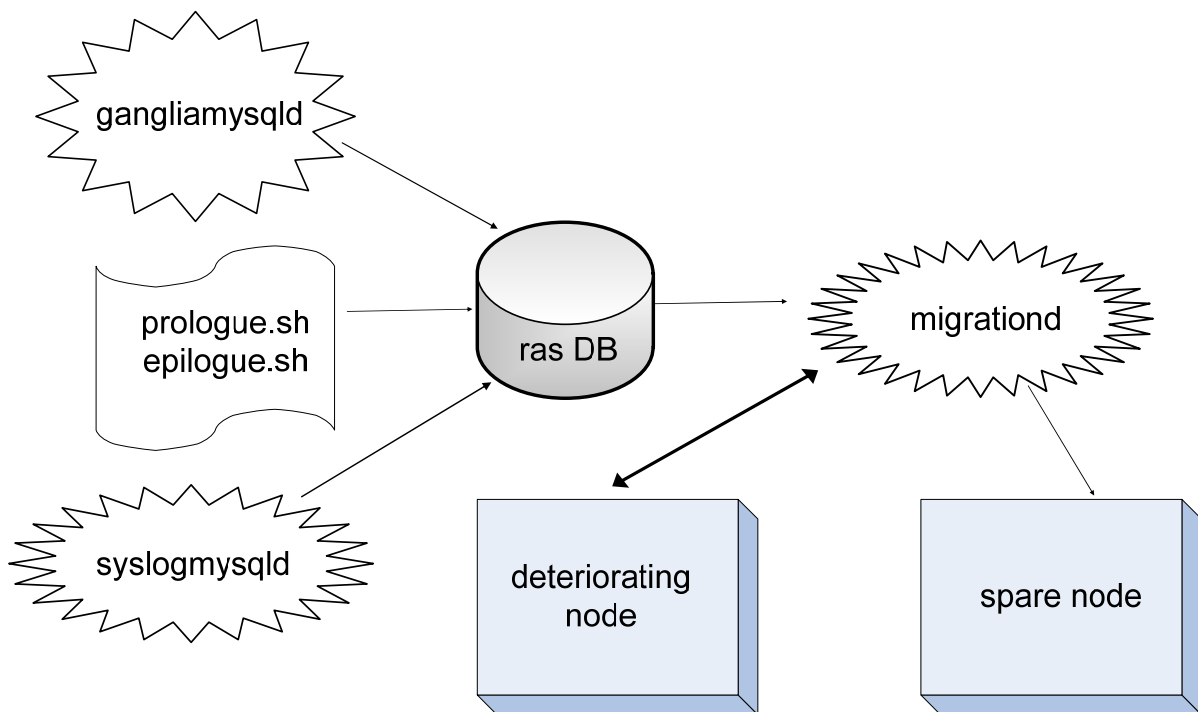 gangliamysqld
prologue.sh
epilogue.sh
ras DB
migrationd
syslogmysqld
deteriorating
node
spare node